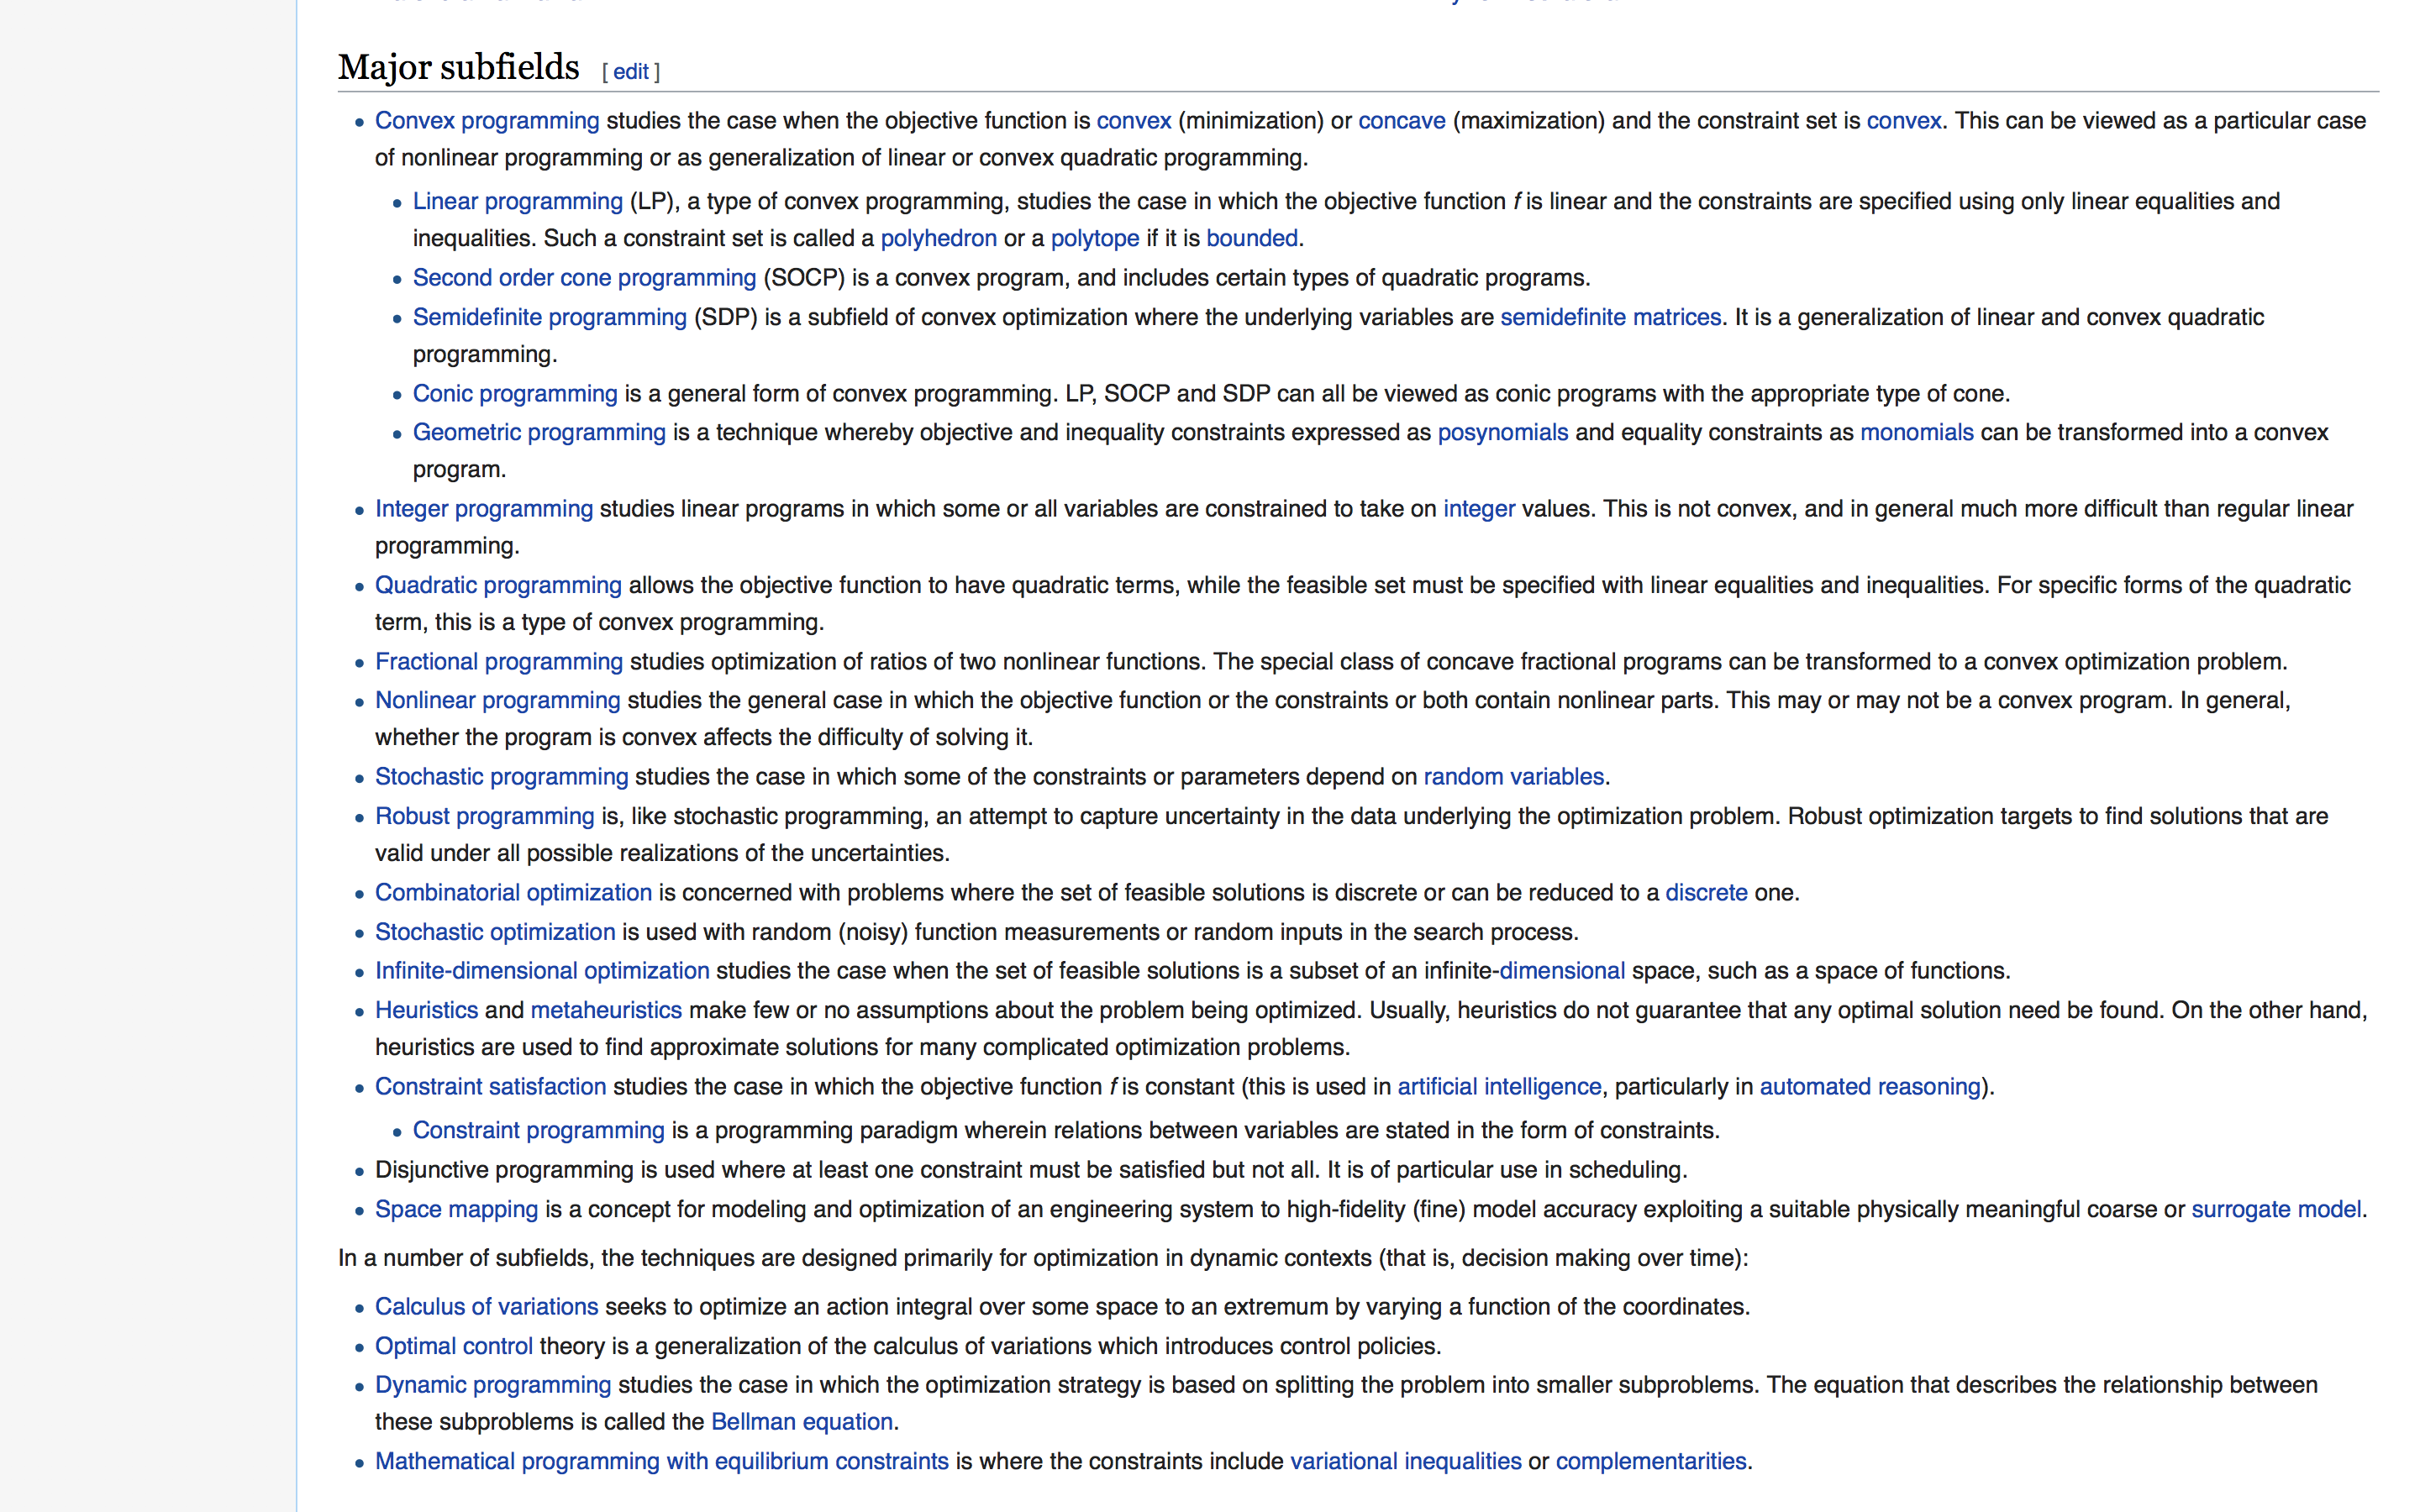 Major subfields [ edit ]
• Convex programming studies the case when the objective function is convex (minimization) or concave (maximization) and the constraint set is convex. This can be viewed as a particular case
of nonlinear programming or as generalization of linear or convex quadratic programming.
• Linear programming (LP), a type of convex programming, studies the case in which the objective function f is linear and the constraints are specified using only linear equalities and
inequalities. Such a constraint set is called a polyhedron or a polytope if it is bounded.
• Second order cone programming (SOCP) is a convex program, and includes certain types of quadratic programs.
• Semidefinite programming (SDP) is a subfield of convex optimization where the underlying variables are semidefinite matrices. It is a generalization of linear and convex quadratic
programming.
• Conic programming is a general form of convex programming. LP, SOCP and SDP can all be viewed as conic programs with the appropriate type of cone.
• Geometric programming is a technique whereby objective and inequality constraints expressed as posynomials and equality constraints as monomials can be transformed into a convex
program.
• Integer programming studies linear programs in which some or all variables are constrained to take on integer values. This is not convex, and in general much more difficult than regular linear
programming.
• Quadratic programming allows the objective function to have quadratic terms, while the feasible set must be specified with linear equalities and inequalities. For specific forms of the quadratic
term, this is a type of convex programming.
• Fractional programming studies optimization of ratios of two nonlinear functions. The special class of concave fractional programs can be transformed to a convex optimization problem.
• Nonlinear programming studies the general case in which the objective function or the constraints or both contain nonlinear parts. This may or may not be a convex program. In general,
whether the program is convex affects the difficulty of solving it.
• Stochastic programming studies the case in which some of the constraints or parameters depend on random variables.
• Robust programming is, like stochastic programming, an attempt to capture uncertainty in the data underlying the optimization problem. Robust optimization targets to find solutions that are
valid under all possible realizations of the uncertainties.
• Combinatorial optimization is concerned with problems where the set of feasible solutions is discrete or can be reduced to a discrete one.
• Stochastic optimization is used with random (noisy) function measurements or random inputs in the search process.
• Infinite-dimensional optimization studies the case when the set of feasible solutions is a subset of an infinite-dimensional space, such as a space of functions.
• Heuristics and metaheuristics make few or no assumptions about the problem being optimized. Usually, heuristics do not guarantee that any optimal solution need be found. On the other hand,
heuristics are used to find approximate solutions for many complicated optimization problems.
• Constraint satisfaction studies the case in which the objective function f is constant (this is used in artificial intelligence, particularly in automated reasoning).
• Constraint programming is a programming paradigm wherein relations between variables are stated in the form of constraints.
• Disjunctive programming is used where at least one constraint must be satisfied but not all. It is of particular use in scheduling.
• Space mapping is a concept for modeling and optimization of an engineering system to high-fidelity (fine) model accuracy exploiting a suitable physically meaningful coarse or surrogate model.
In a number of subfields, the techniques are designed primarily for optimization in dynamic contexts (that is, decision making over time):
• Calculus of variations seeks to optimize an action integral over some space to an extremum by varying a function of the coordinates.
• Optimal control theory is a generalization of the calculus of variations which introduces control policies.
• Dynamic programming studies the case in which the optimization strategy is based on splitting the problem into smaller subproblems. The equation that describes the relationship between
these subproblems is called the Bellman equation.
• Mathematical programming with equilibrium constraints is where the constraints include variational inequalities or complementarities.